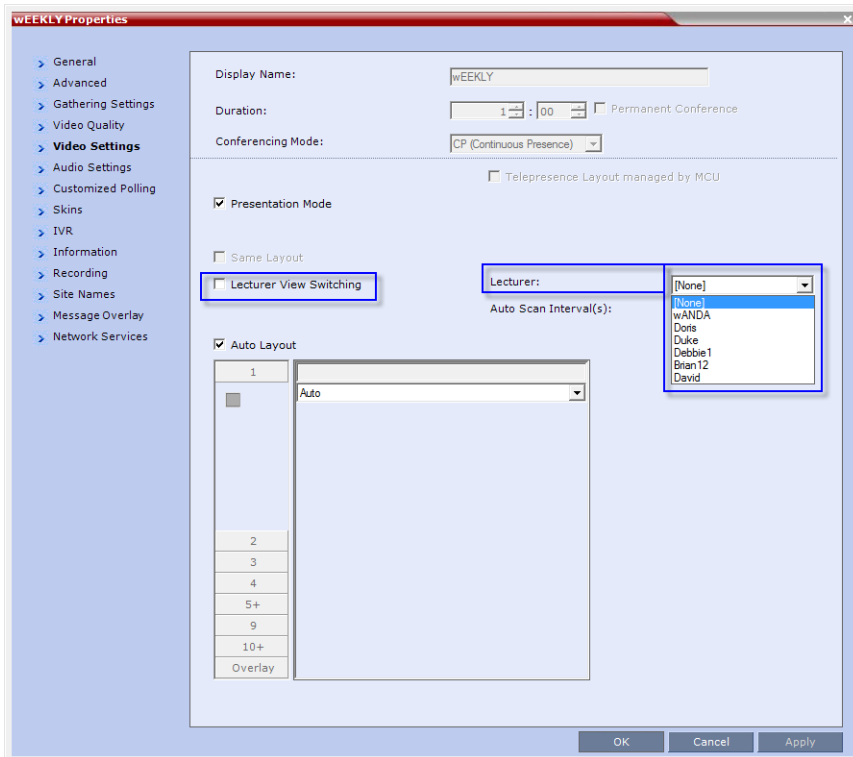 wEEKLY Properties
General
Advanced
Gathering Settings
Video Quality
Video Settings
Audio Settings
Customized Polling
Skins
IVR
Information
Recording
Site Names
Message Overlay
Network Services
Display Name: wEEKLY
Duration: 1 : 00 Permanent Conference
Conferencing Mode: CP (Continuous Presence)
Telepresence Layout managed by MCU
Presentation Mode
Same Layout
Lecturer View Switching
Lecturer: [None]
Auto Scan Interval(s):
[None]
wANDA
Doris
Duke
Debbie1
Brian12
David
Auto Layout
1
Auto
2
3
4
5+
9
10+
Overlay
OK Cancel Apply